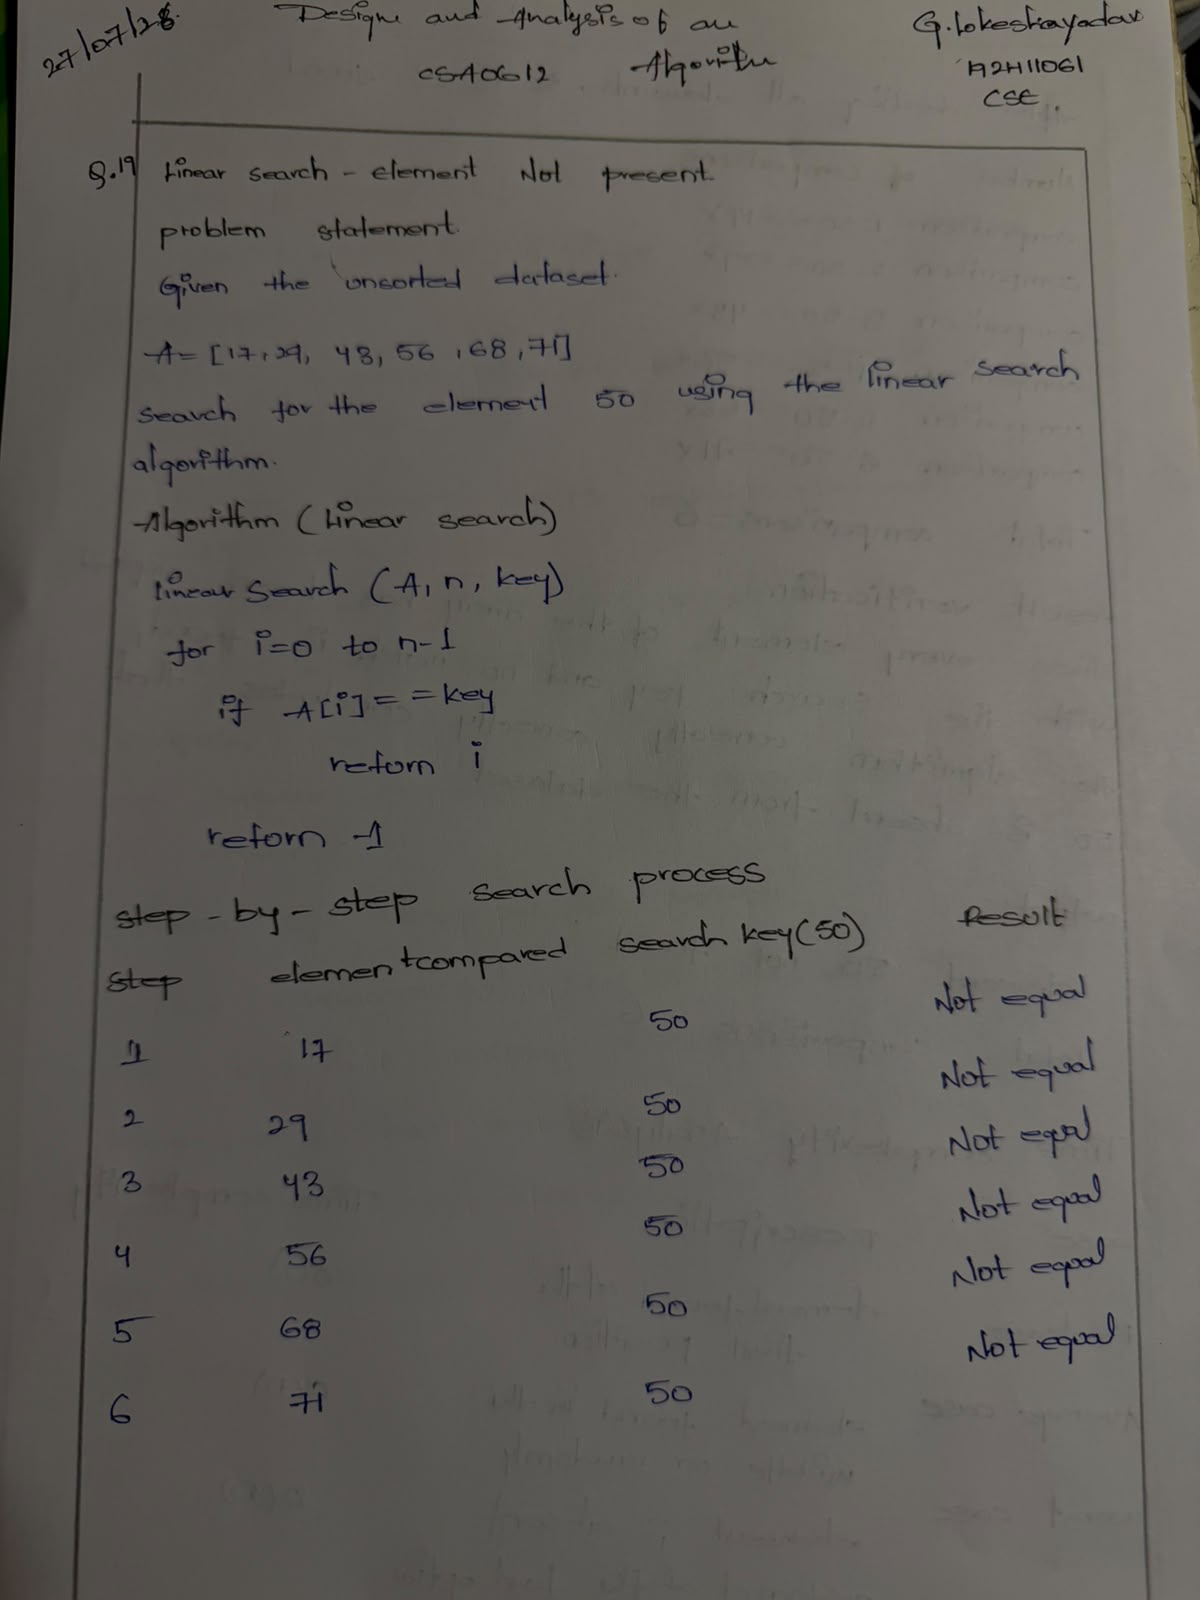 27/07/26.
Design and Analysis of an
Algorithm
CSA0612
G.Lokeshayadav
CSE.
Q.19 Linear search - element Not present.
problem statement.
Given the unsorted dataset.
A= [17, 29, 43, 56, 68, 71]
Search for the element 50 using the linear search
algorithm.
Algorithm (Linear search)
linear Search (A, n, key)
for i=0 to n-1
if A[i]==key
return i
return -1
step-by-step search process
step element compared search key(50) Result
1 17 50 Not equal
2 29 50 Not equal
3 43 50 Not eqal
4 56 50 Not equal
5 68 50 Not equal
6 71 50 Not equal